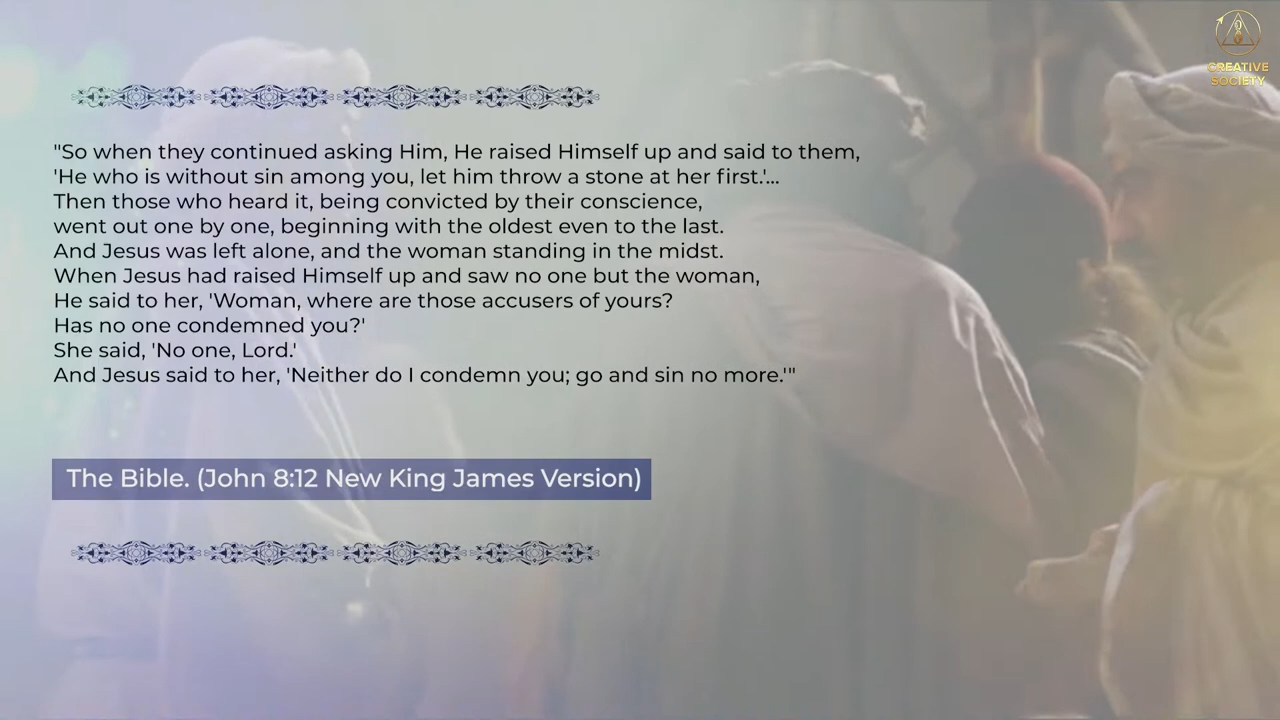 CREATIVE
SOCIETY
"So when they continued asking Him, He raised Himself up and said to them,
'He who is without sin among you, let him throw a stone at her first.'...
Then those who heard it, being convicted by their conscience,
went out one by one, beginning with the oldest even to the last.
And Jesus was left alone, and the woman standing in the midst.
When Jesus had raised Himself up and saw no one but the woman,
He said to her, 'Woman, where are those accusers of yours?
Has no one condemned you?'
She said, 'No one, Lord.'
And Jesus said to her, 'Neither do I condemn you; go and sin no more.'"
The Bible. (John 8:12 New King James Version)